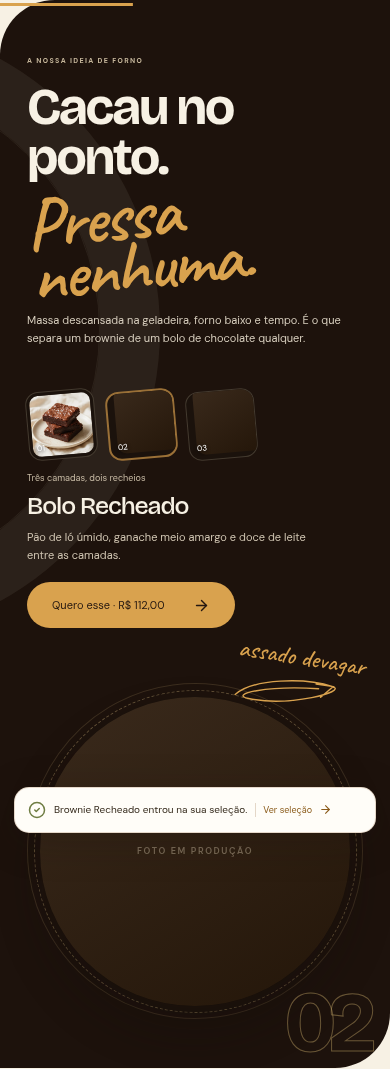 A NOSSA IDEIA DE FORNO
Cacau no
ponto.
Pressa
nenhuma.
Massa descansada na geladeira, forno baixo e tempo. É o que
separa um brownie de um bolo de chocolate qualquer.
01
02
03
Três camadas, dois recheios
Bolo Recheado
Pão de ló úmido, ganache meio amargo e doce de leite
entre as camadas.
Quero esse · R$ 112,00 →
assado devagar
Brownie Recheado entrou na sua seleção. Ver seleção →
FOTO EM PRODUÇÃO
02